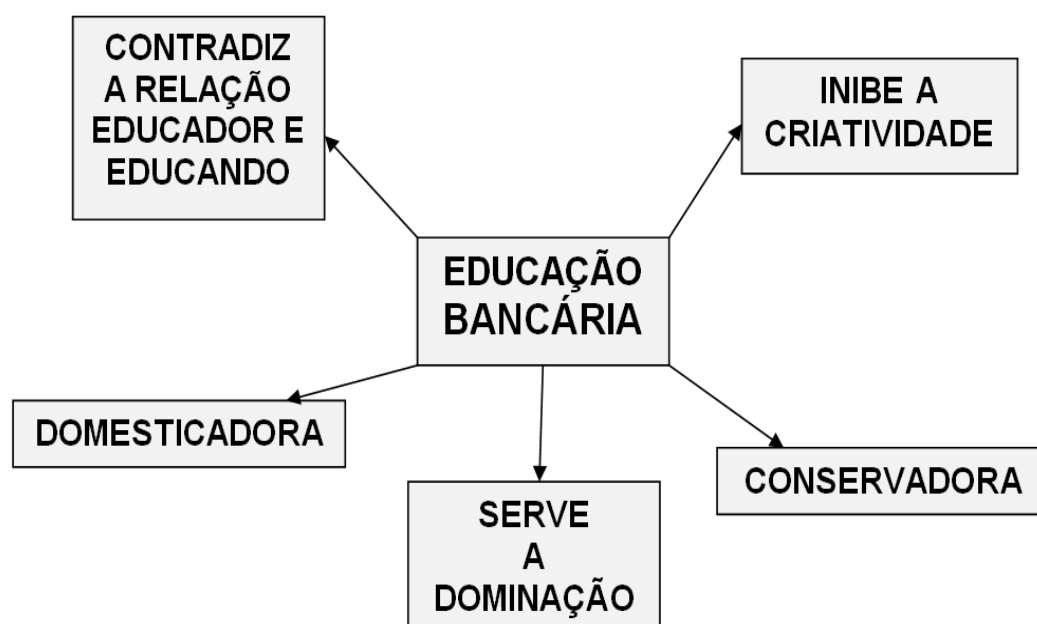 CONTRADIZ
A RELAÇÃO
EDUCADOR E
EDUCANDO
INIBE A
CRIATIVIDADE
EDUCAÇÃO
BANCÁRIA
DOMESTICADORA
SERVE
A
DOMINAÇÃO
CONSERVADORA